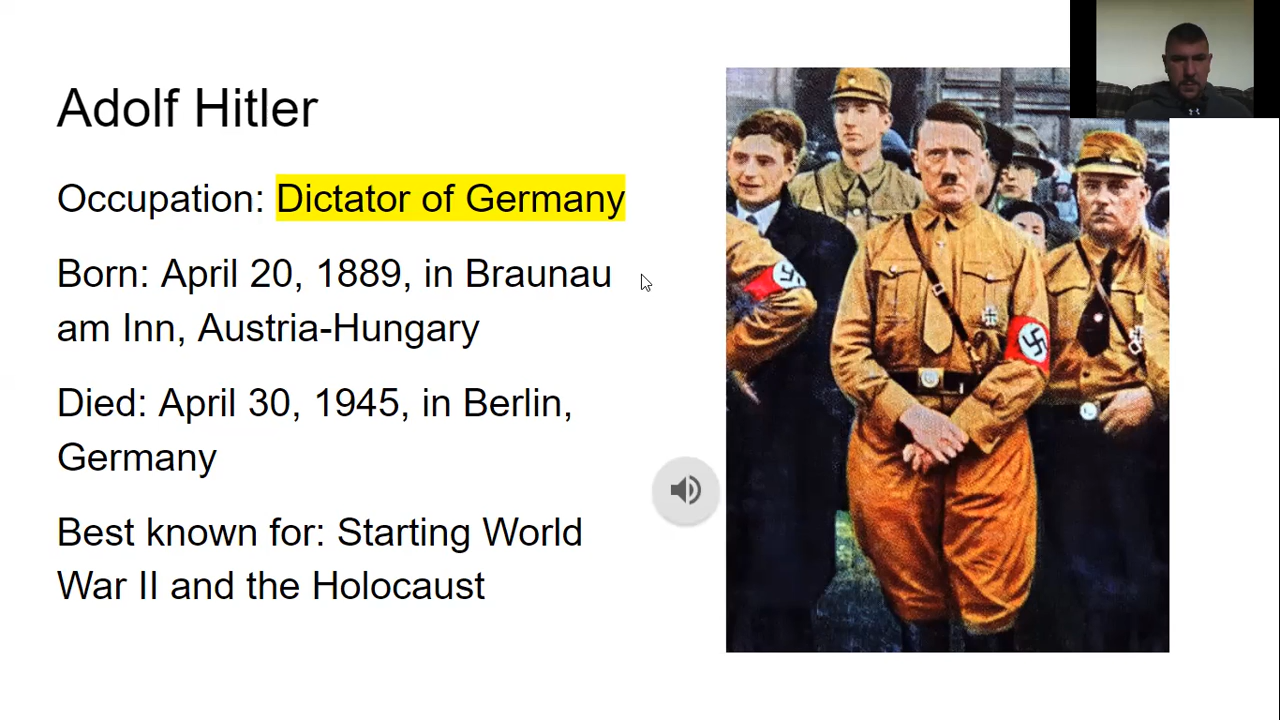 Adolf Hitler
Occupation: Dictator of Germany
Born: April 20, 1889, in Braunau
am Inn, Austria-Hungary
Died: April 30, 1945, in Berlin,
Germany
Best known for: Starting World
War II and the Holocaust